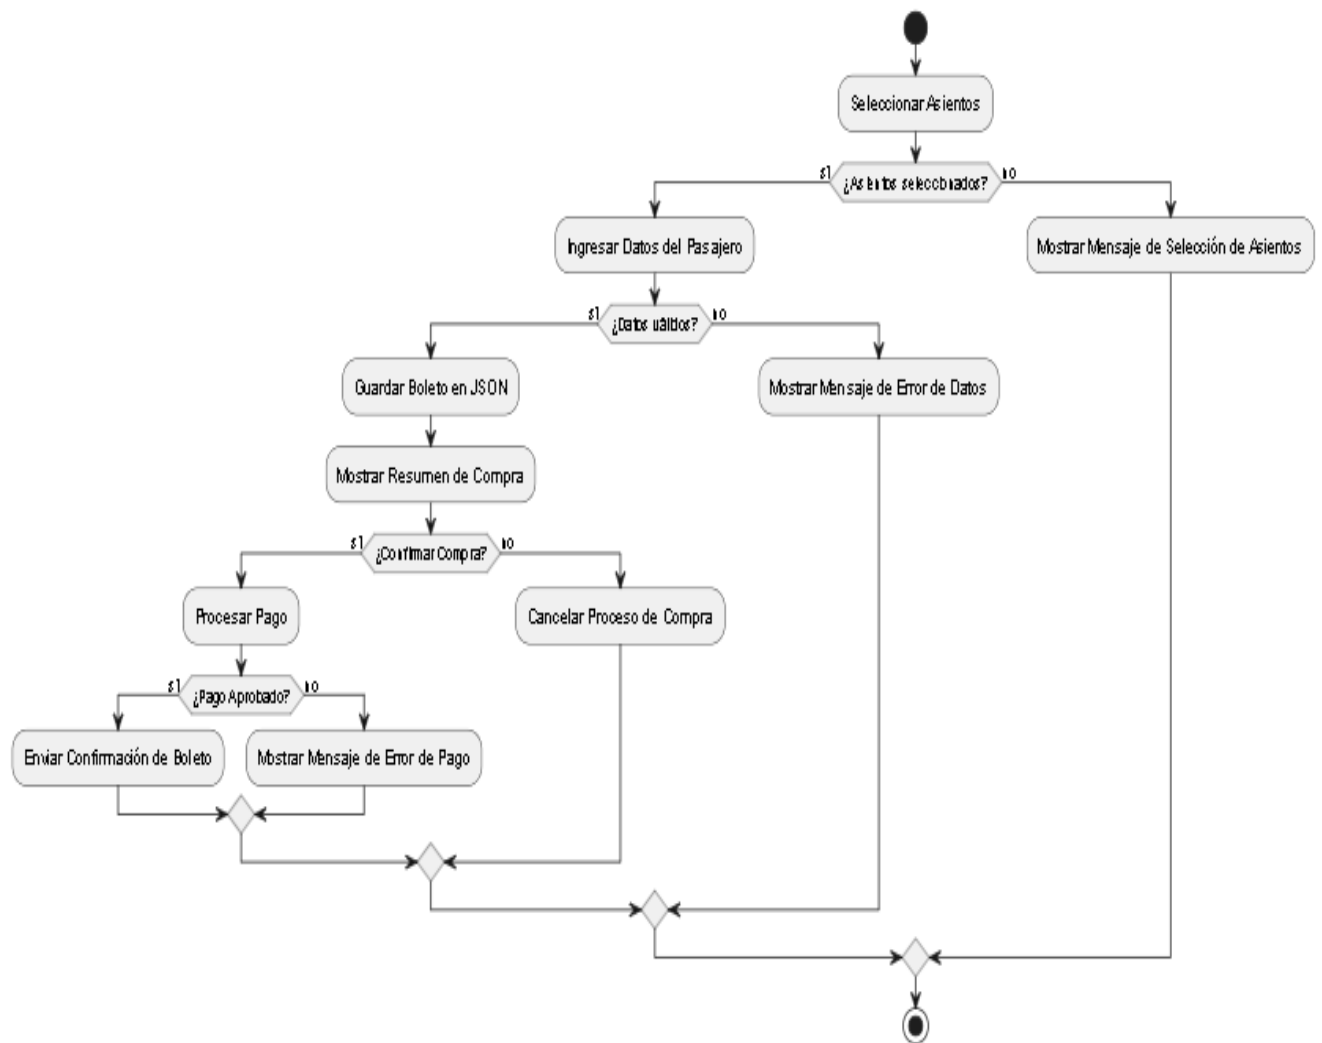 Seleccionar Asientos
sí
¿Asientos seleccionados?
no
Ingresar Datos del Pasajero
Mostrar Mensaje de Selección de Asientos
sí
¿Datos válidos?
no
Guardar Boleto en JSON
Mostrar Mensaje de Error de Datos
Mostrar Resumen de Compra
sí
¿Confirmar Compra?
no
Procesar Pago
Cancelar Proceso de Compra
sí
¿Pago Aprobado?
no
Enviar Confirmación de Boleto
Mostrar Mensaje de Error de Pago